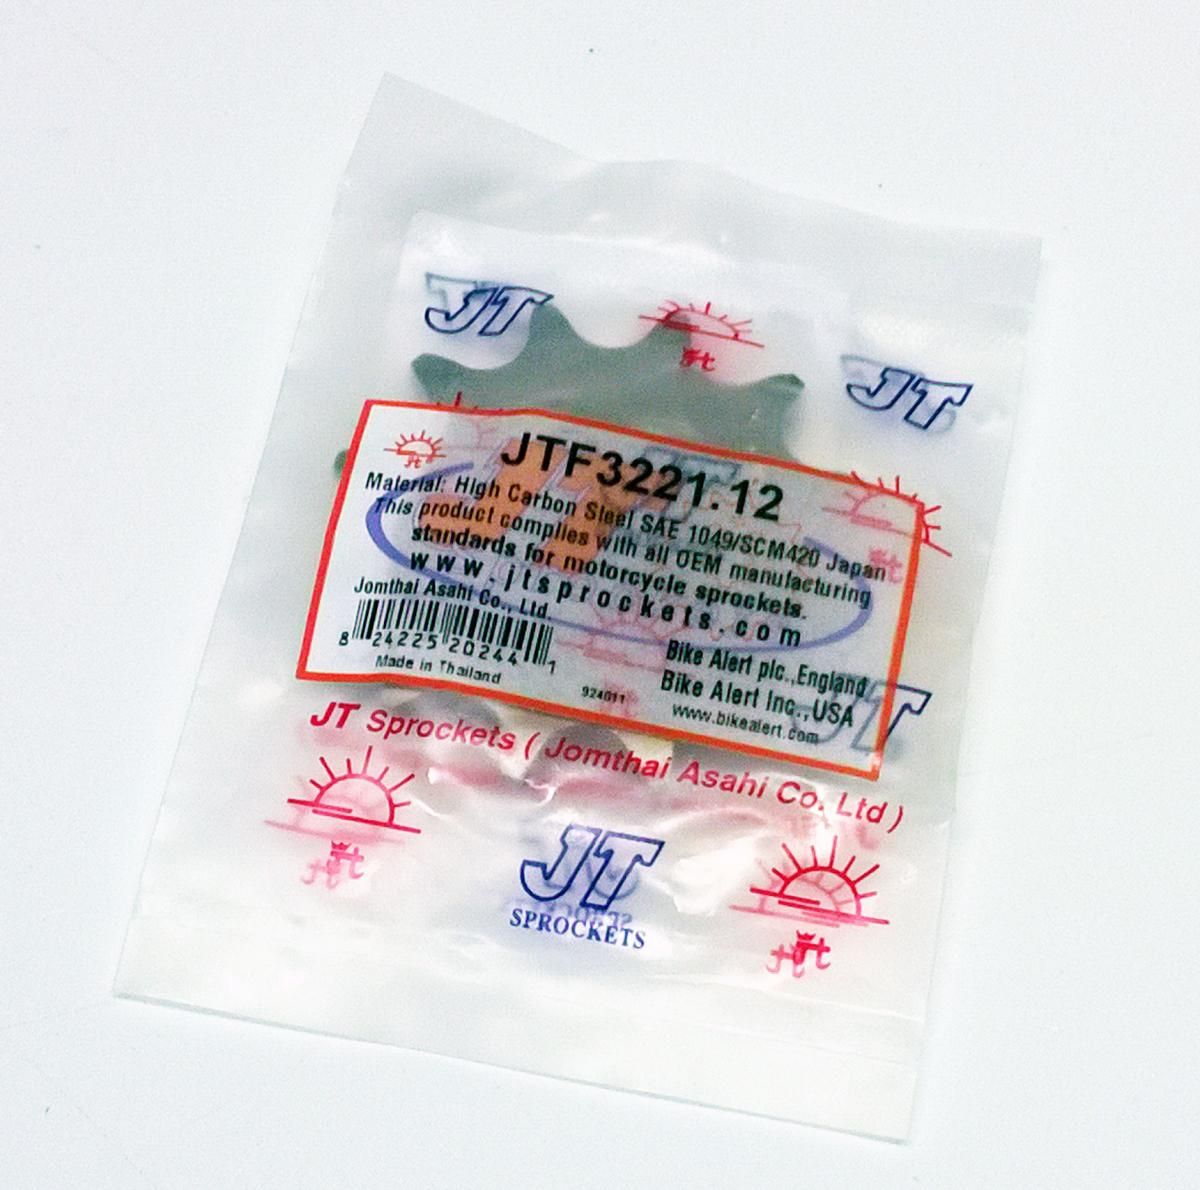 JT
ȷt
JT
JTF3221.12
Material: High Carbon Steel SAE 1049/SCM420 Japan
This product complies with all OEM manufacturing
standards for motorcycle sprockets.
www.jtsprockets.com
Jomthai Asahi Co., Ltd.
8 24225 20244 1
Made in Thailand
924011
Bike Alert plc.,England
Bike Alert Inc.,USA
www.bikealert.com
JT
JT Sprockets ( Jomthai Asahi Co. Ltd )
JT
SPROCKETS